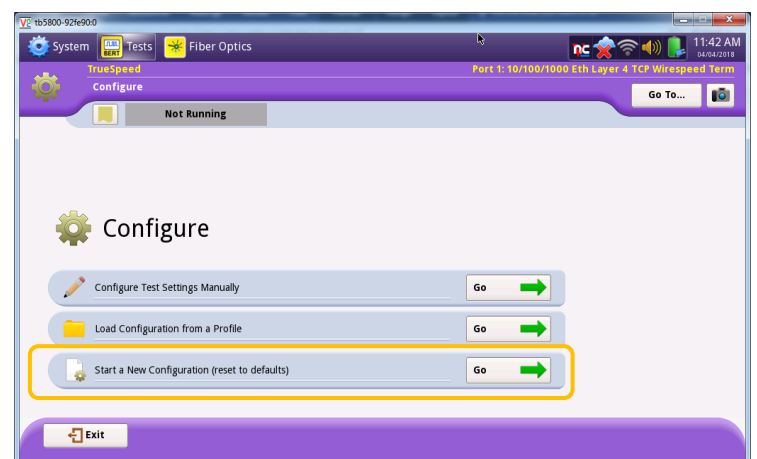 tb5800-92fe90:0
System
BERT
Tests
Fiber Optics
11:42 AM
04/04/2018
TrueSpeed
Port 1: 10/100/1000 Eth Layer 4 TCP Wirespeed Term
Configure
Go To...
Not Running
Configure
Configure Test Settings Manually
Go
Load Configuration from a Profile
Go
Start a New Configuration (reset to defaults)
Go
Exit